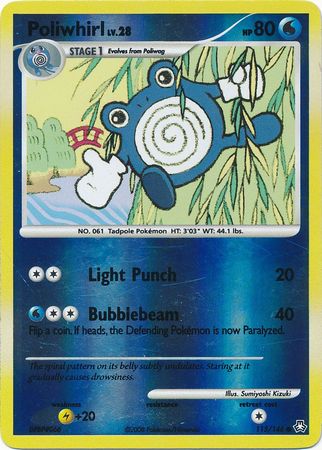 Poliwhirl LV.28 HP 80
STAGE 1 Evolves from Poliwag
NO. 061 Tadpole Pokémon HT: 3'03" WT: 44.1 lbs.
Light Punch 20
Bubblebeam 40
Flip a coin. If heads, the Defending Pokémon is now Paralyzed.
The spiral pattern on its belly subtly undulates. Staring at it
gradually causes drowsiness.
Illus. Sumiyoshi Kizuki
weakness resistance retreat cost
+20
©2008 Pokémon/Nintendo 115/146